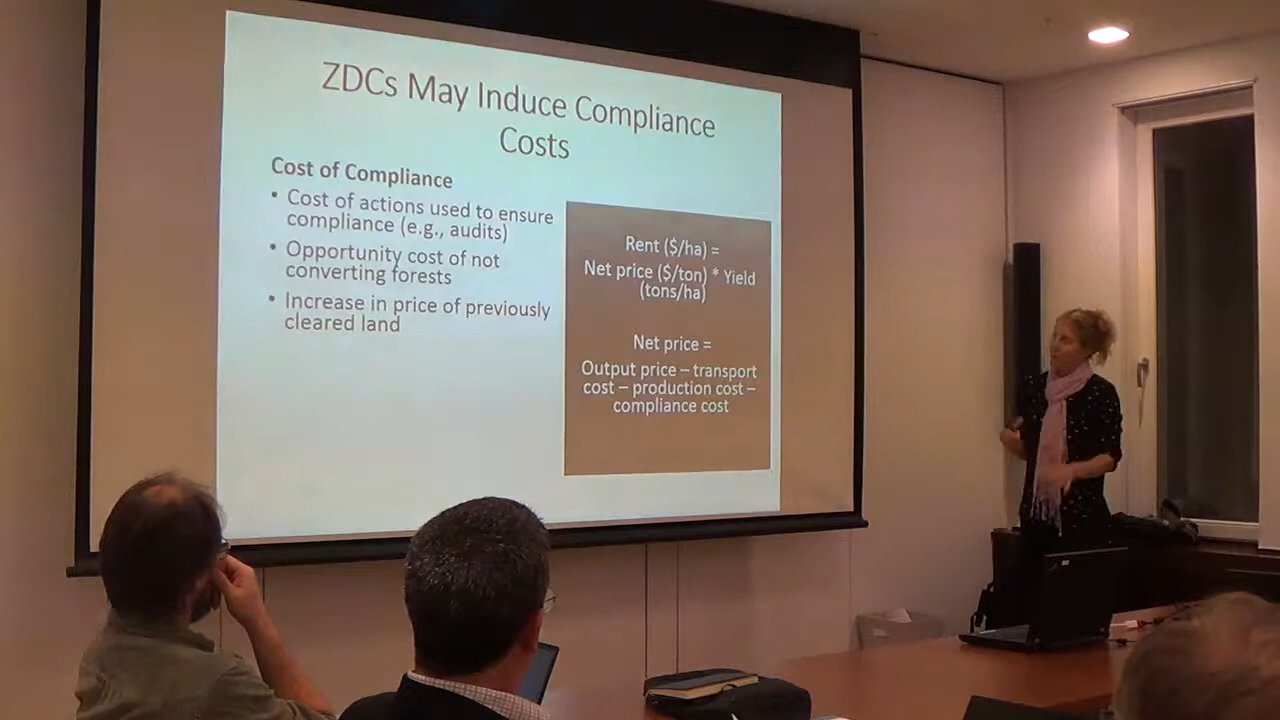 ZDCs May Induce Compliance
Costs
Cost of Compliance
• Cost of actions used to ensure
compliance (e.g., audits)
• Opportunity cost of not
converting forests
• Increase in price of previously
cleared land
Rent ($/ha) =
Net price ($/ton) * Yield
(tons/ha)
Net price =
Output price – transport
cost – production cost –
compliance cost